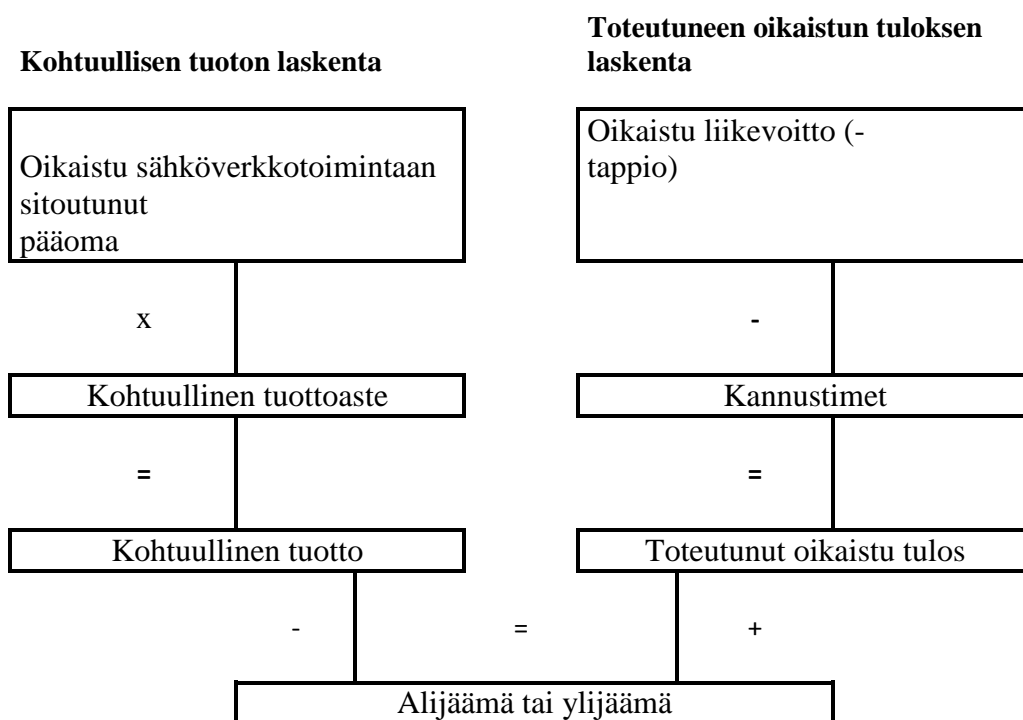 Kohtuullisen tuoton laskenta
Toteutuneen oikaistun tuloksen
laskenta
Oikaistu sähköverkkotoimintaan
sitoutunut
pääoma
Oikaistu liikevoitto (-
tappio)
x
-
Kohtuullinen tuottoaste
Kannustimet
=
=
Kohtuullinen tuotto
Toteutunut oikaistu tulos
-
=
+
Alijäämä tai ylijäämä